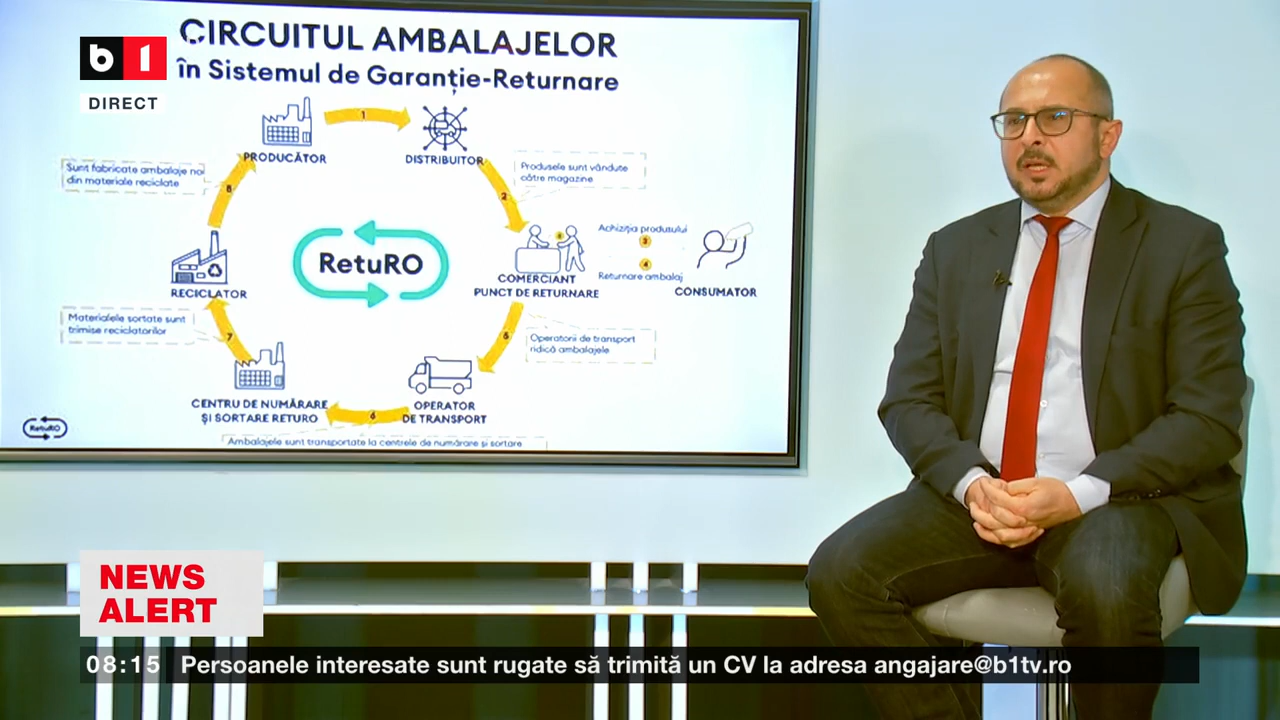 CIRCUITUL AMBALAJELOR
în Sistemul de Garanție-Returnare
b 1
DIRECT
1
PRODUCĂTOR
DISTRIBUITOR
Sunt fabricate ambalaje noi
din materiale reciclate
8
Produsele sunt vândute
către magazine
2
Achiziția produsului
3
4
Returnare ambalaj
RetuRO
COMERCIANT
PUNCT DE RETURNARE
CONSUMATOR
RECICLATOR
Materialele sortate sunt
trimise reciclatorilor
7
5
Operatorii de transport
ridică ambalajele
CENTRU DE NUMĂRARE
ȘI SORTARE RETURO
6
OPERATOR
DE TRANSPORT
RetuRO
Ambalajele sunt transportate la centrele de numărare și sortare
NEWS
ALERT
08:15 Persoanele interesate sunt rugate să trimită un CV la adresa angajare@b1tv.ro